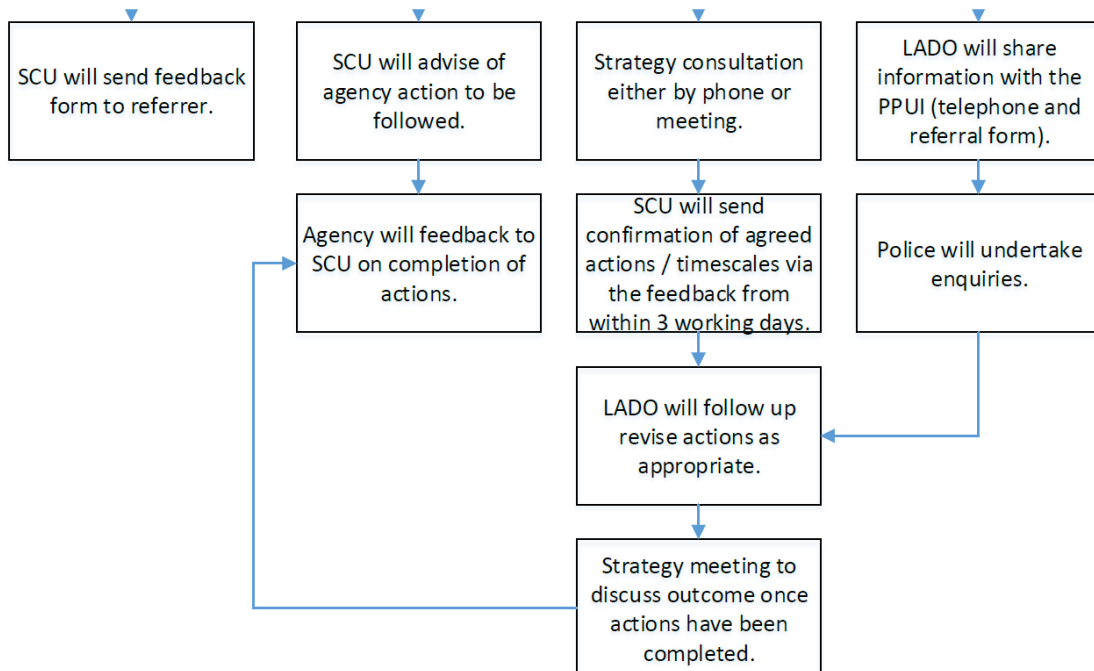 SCU will send feedback
form to referrer.
SCU will advise of
agency action to be
followed.
Strategy consultation
either by phone or
meeting.
LADO will share
information with the
PPUI (telephone and
referral form).
Agency will feedback to
SCU on completion of
actions.
SCU will send
confirmation of agreed
actions / timescales via
the feedback from
within 3 working days.
Police will undertake
enquiries.
LADO will follow up
revise actions as
appropriate.
Strategy meeting to
discuss outcome once
actions have been
completed.